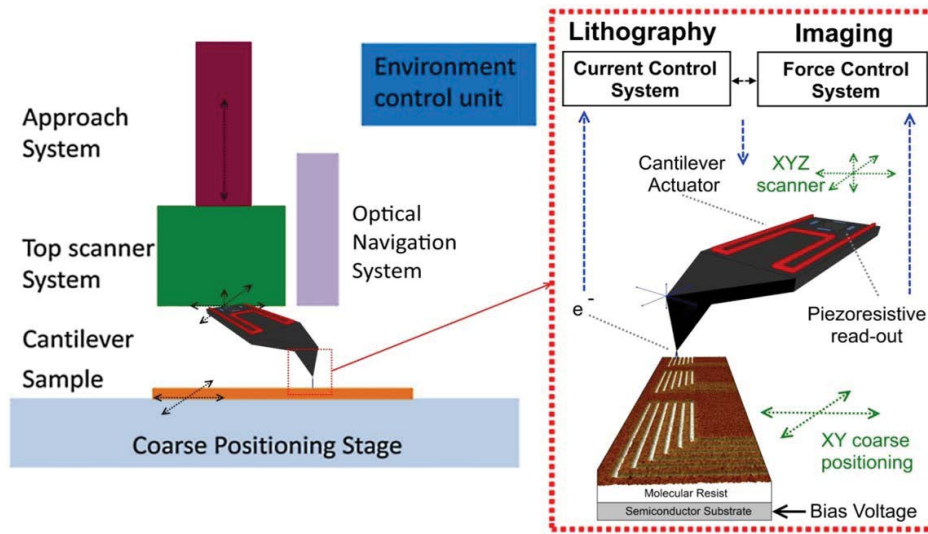 Approach
System
Environment
control unit
Top scanner
System
Optical
Navigation
System
Cantilever
Sample
Coarse Positioning Stage
Lithography
Imaging
Current Control
System
Force Control
System
Cantilever
Actuator
XYZ
scanner
e-
Piezoresistive
read-out
XY coarse
positioning
Molecular Resist
Semiconductor Substrate
Bias Voltage